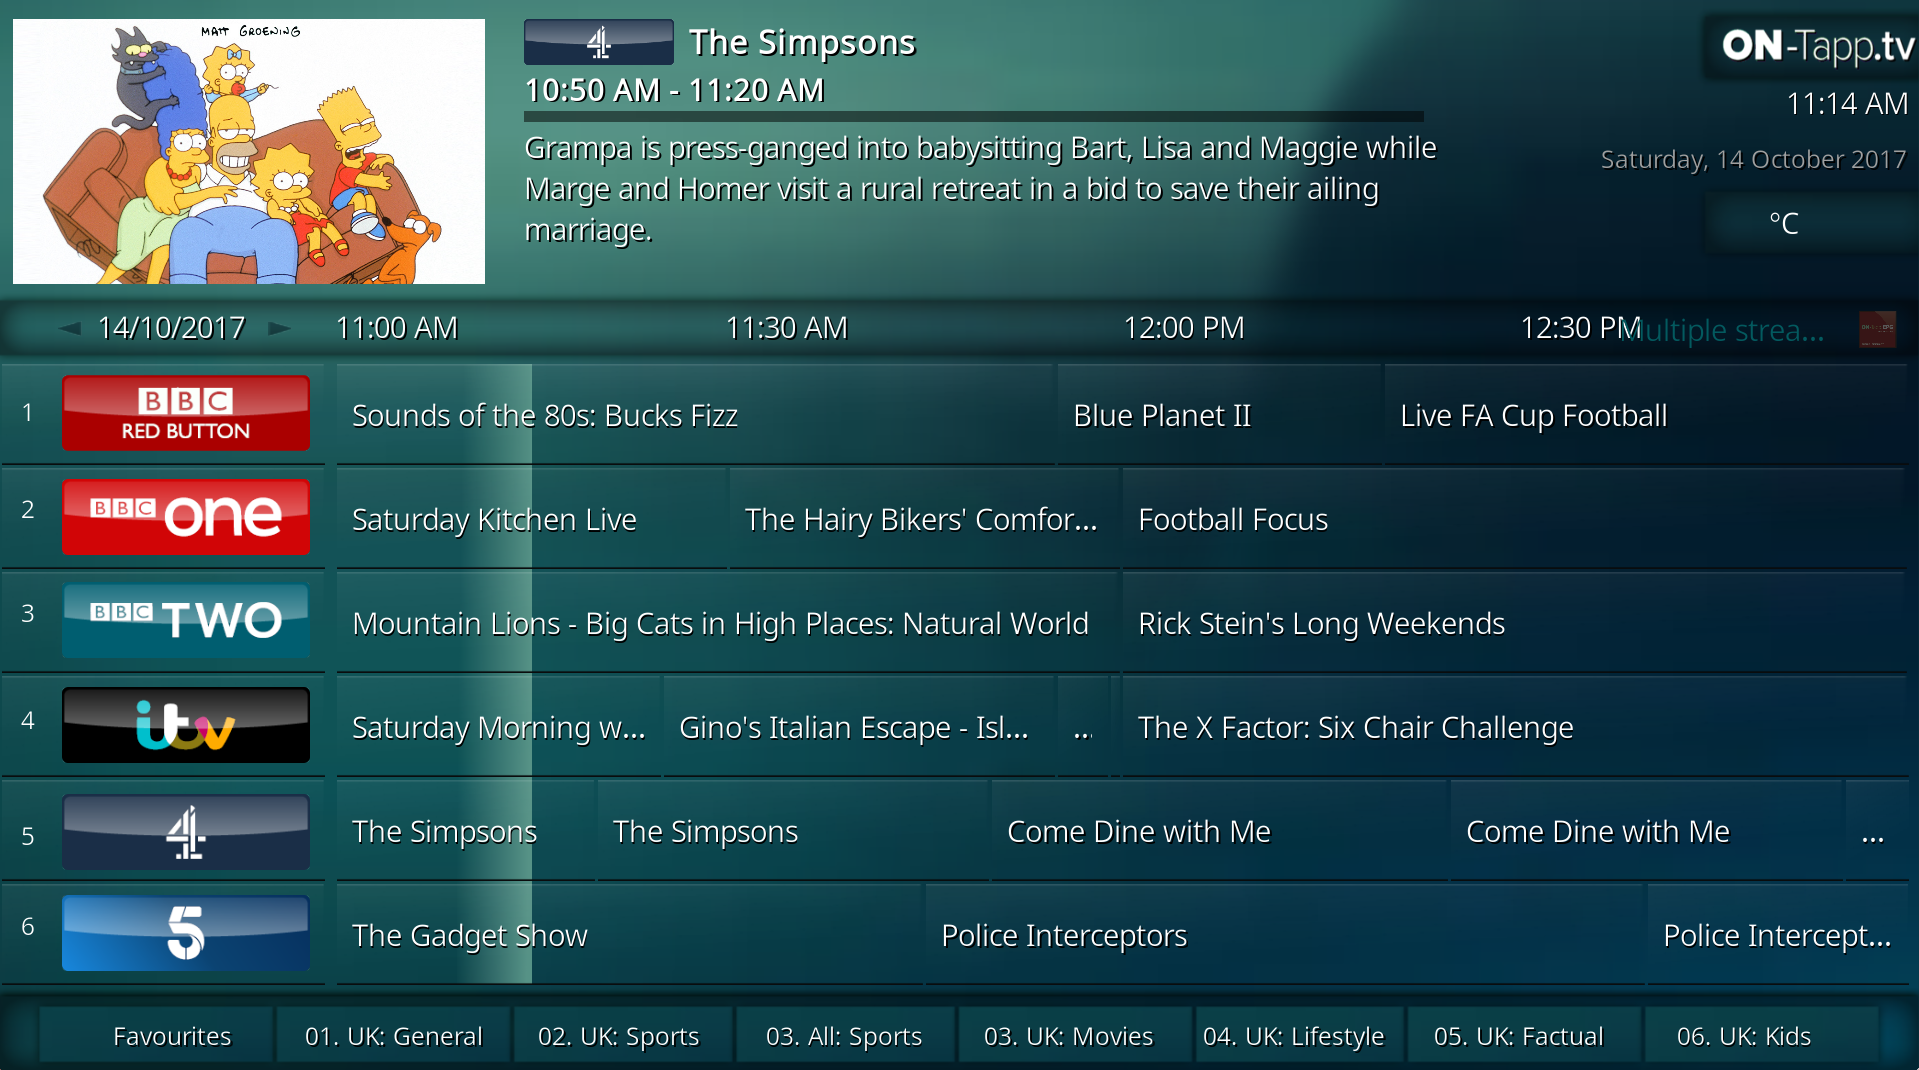 MATT GROENING
4 The Simpsons
10:50 AM - 11:20 AM
Grampa is press-ganged into babysitting Bart, Lisa and Maggie while
Marge and Homer visit a rural retreat in a bid to save their ailing
marriage.
ON-Tapp.tv
11:14 AM
Saturday, 14 October 2017
°C
14/10/2017 11:00 AM 11:30 AM 12:00 PM 12:30 PM Multiple strea...
1 BBC RED BUTTON Sounds of the 80s: Bucks Fizz Blue Planet II Live FA Cup Football
2 BBC one Saturday Kitchen Live The Hairy Bikers' Comfor... Football Focus
3 BBC TWO Mountain Lions - Big Cats in High Places: Natural World Rick Stein's Long Weekends
4 itv Saturday Morning w... Gino's Italian Escape - Isl... ... The X Factor: Six Chair Challenge
5 4 The Simpsons The Simpsons Come Dine with Me Come Dine with Me ...
6 5 The Gadget Show Police Interceptors Police Intercept...
Favourites 01. UK: General 02. UK: Sports 03. All: Sports 03. UK: Movies 04. UK: Lifestyle 05. UK: Factual 06. UK: Kids